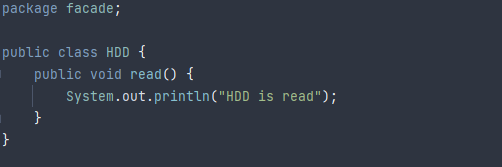 package facade;
public class HDD {
public void read() {
System.out.println("HDD is read");
}
}